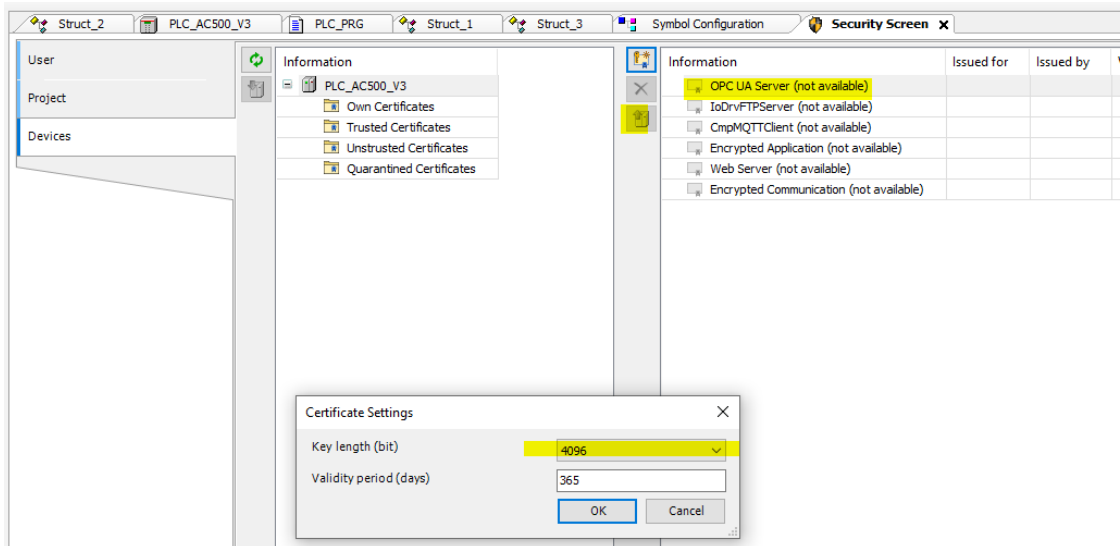 Struct_2 PLC_AC500_V3 PLC_PRG Struct_1 Struct_3 Symbol Configuration Security Screen
User
Project
Devices
Information
PLC_AC500_V3
Own Certificates
Trusted Certificates
Unstrusted Certificates
Quarantined Certificates
Information Issued for Issued by
OPC UA Server (not available)
IoDrvFTPServer (not available)
CmpMQTTClient (not available)
Encrypted Application (not available)
Web Server (not available)
Encrypted Communication (not available)
Certificate Settings
Key length (bit) 4096
Validity period (days) 365
OK Cancel